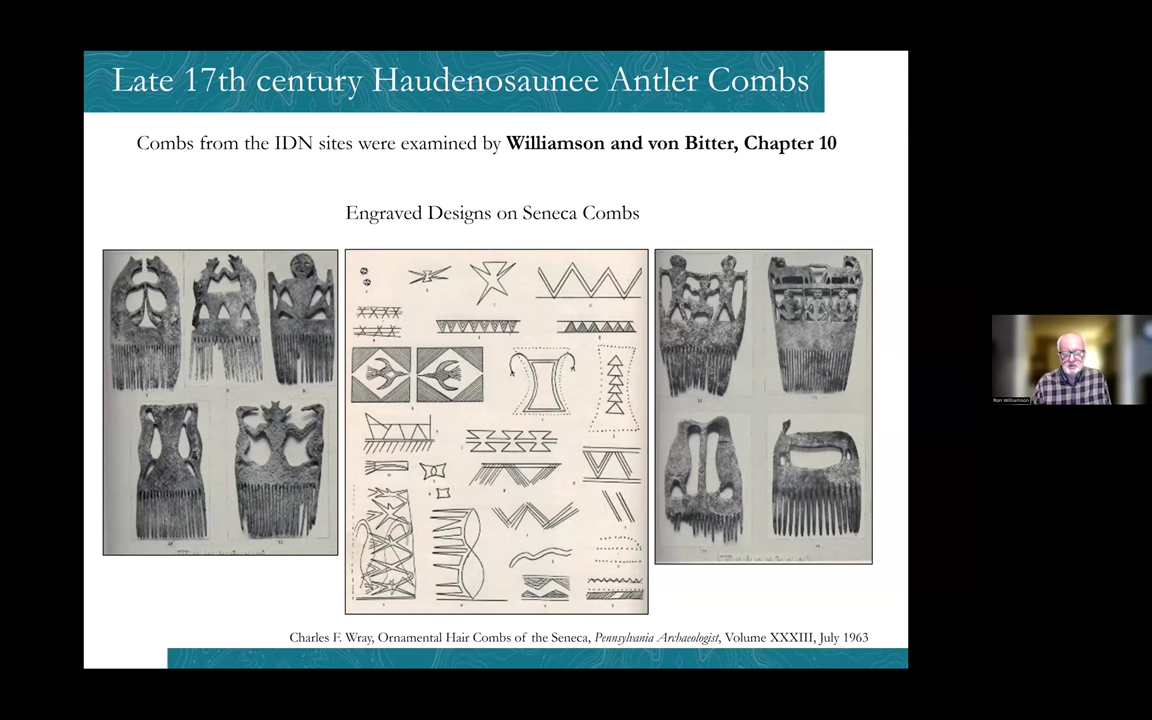 Late 17th century Haudenosaunee Antler Combs
Combs from the IDN sites were examined by Williamson and von Bitter, Chapter 10
Engraved Designs on Seneca Combs
Charles F. Wray, Ornamental Hair Combs of the Seneca, Pennsylvania Archaeologist, Volume XXXIII, July 1963
Ron Williamson